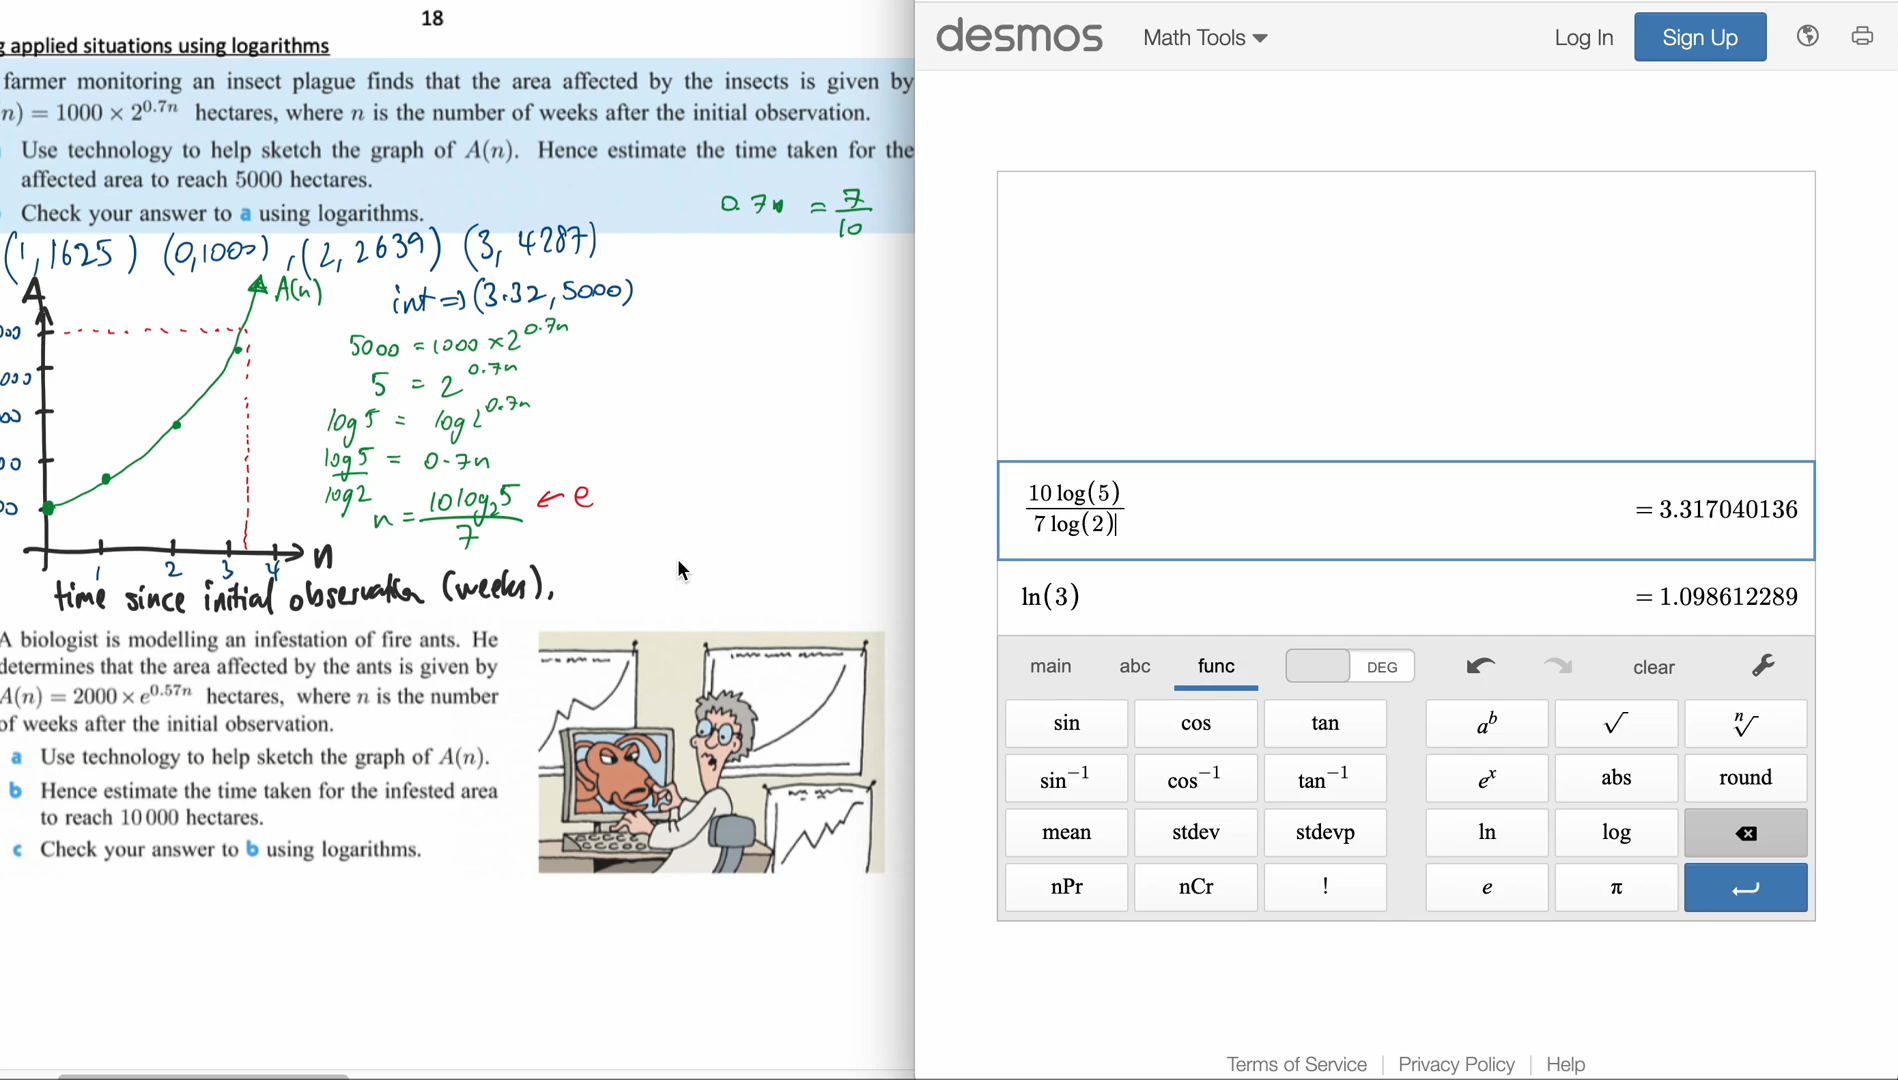 18
g applied situations using logarithms
farmer monitoring an insect plague finds that the area affected by the insects is given by
n) = 1000 × 2^0.7n hectares, where n is the number of weeks after the initial observation.
Use technology to help sketch the graph of A(n). Hence estimate the time taken for the
affected area to reach 5000 hectares.
Check your answer to a using logarithms.
0.7n = 7/10
(1, 1625) (0,1000), (2, 2639) (3, 4287)
A
A(n)
int => (3.32, 5000)
5000 = 1000 × 2^0.7n
5 = 2^0.7n
log 5 = log 2^0.7n
log 5 / log 2 = 0.7n
n = 10 log₂ 5 / 7 ← e
n
1 2 3 4
time since initial observation (weeks).
A biologist is modelling an infestation of fire ants. He
determines that the area affected by the ants is given by
A(n) = 2000 × e^0.57n hectares, where n is the number
of weeks after the initial observation.
a Use technology to help sketch the graph of A(n).
b Hence estimate the time taken for the infested area
to reach 10 000 hectares.
c Check your answer to b using logarithms.
desmos Math Tools Log In Sign Up
10 log(5) / 7 log(2) = 3.317040136
ln(3) = 1.098612289
main abc func DEG clear
sin cos tan a^b √ ⁿ√
sin⁻¹ cos⁻¹ tan⁻¹ e^x abs round
mean stdev stdevp ln log
nPr nCr ! e π
Terms of Service | Privacy Policy | Help